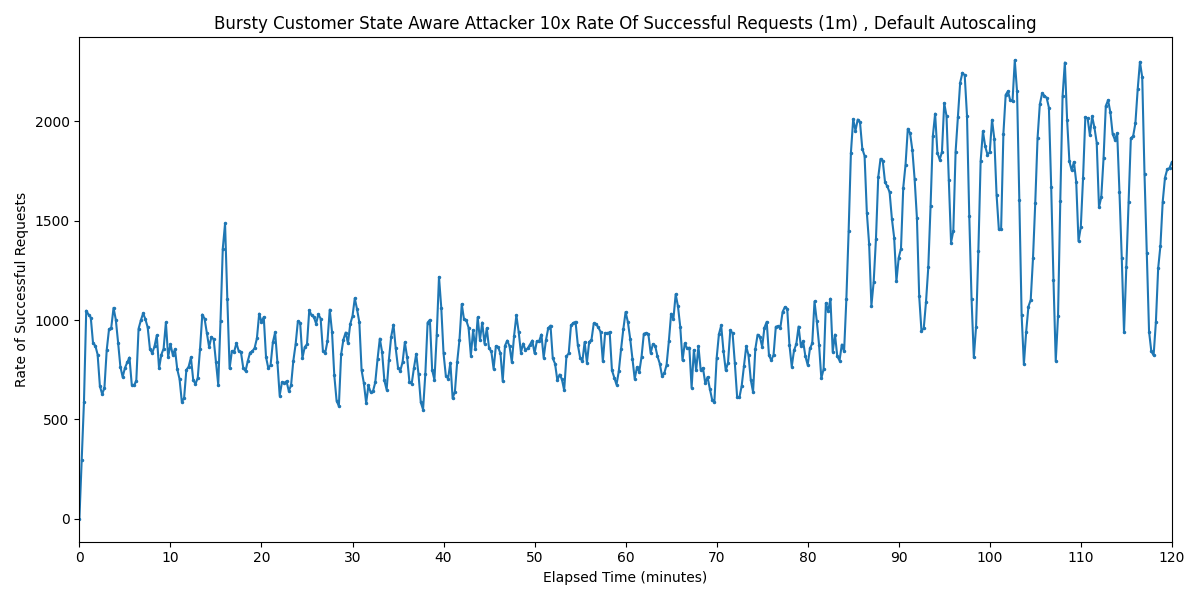 Bursty Customer State Aware Attacker 10x Rate Of Successful Requests (1m) , Default Autoscaling
Rate of Successful Requests
2000
1500
1000
500
0
0 10 20 30 40 50 60 70 80 90 100 110 120
Elapsed Time (minutes)